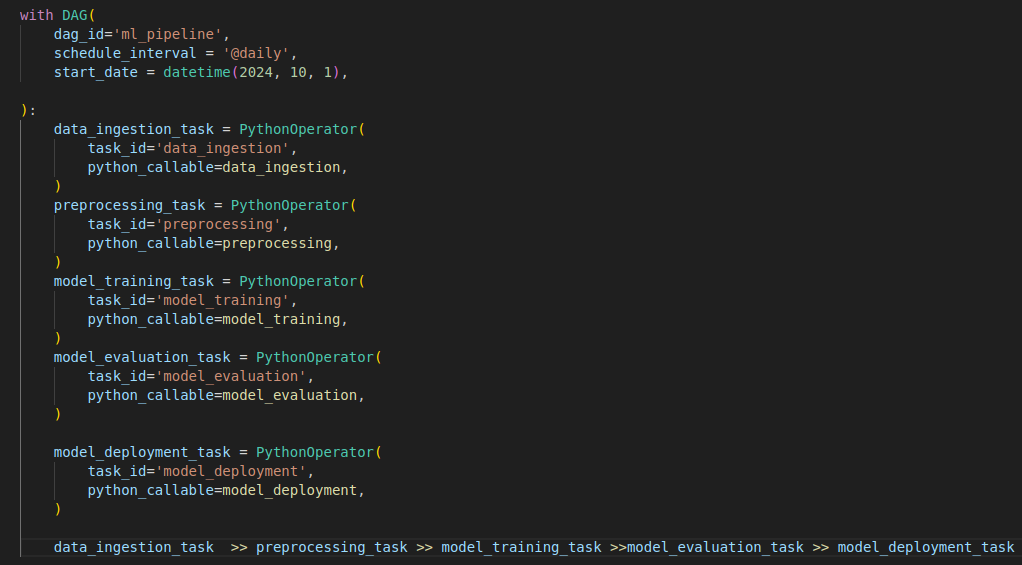 with DAG(
    dag_id='ml_pipeline',
    schedule_interval = '@daily',
    start_date = datetime(2024, 10, 1),

):
    data_ingestion_task = PythonOperator(
        task_id='data_ingestion',
        python_callable=data_ingestion,
    )
    preprocessing_task = PythonOperator(
        task_id='preprocessing',
        python_callable=preprocessing,
    )
    model_training_task = PythonOperator(
        task_id='model_training',
        python_callable=model_training,
    )
    model_evaluation_task = PythonOperator(
        task_id='model_evaluation',
        python_callable=model_evaluation,
    )

    model_deployment_task = PythonOperator(
        task_id='model_deployment',
        python_callable=model_deployment,
    )

    data_ingestion_task  >> preprocessing_task >> model_training_task >>model_evaluation_task >> model_deployment_task